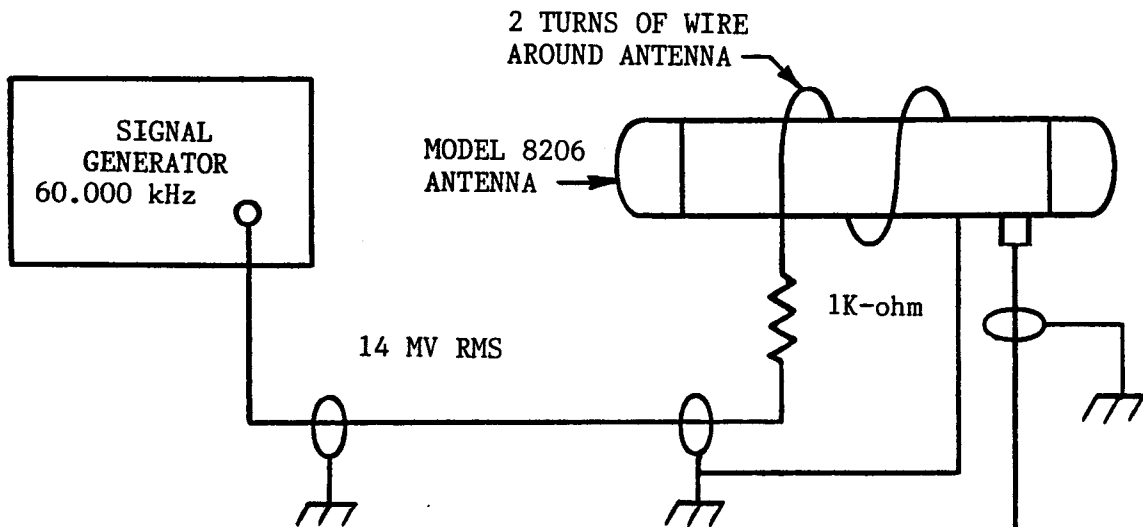 2 TURNS OF WIRE
AROUND ANTENNA
SIGNAL
GENERATOR
60.000 kHz
MODEL 8206
ANTENNA
1K-ohm
14 MV RMS